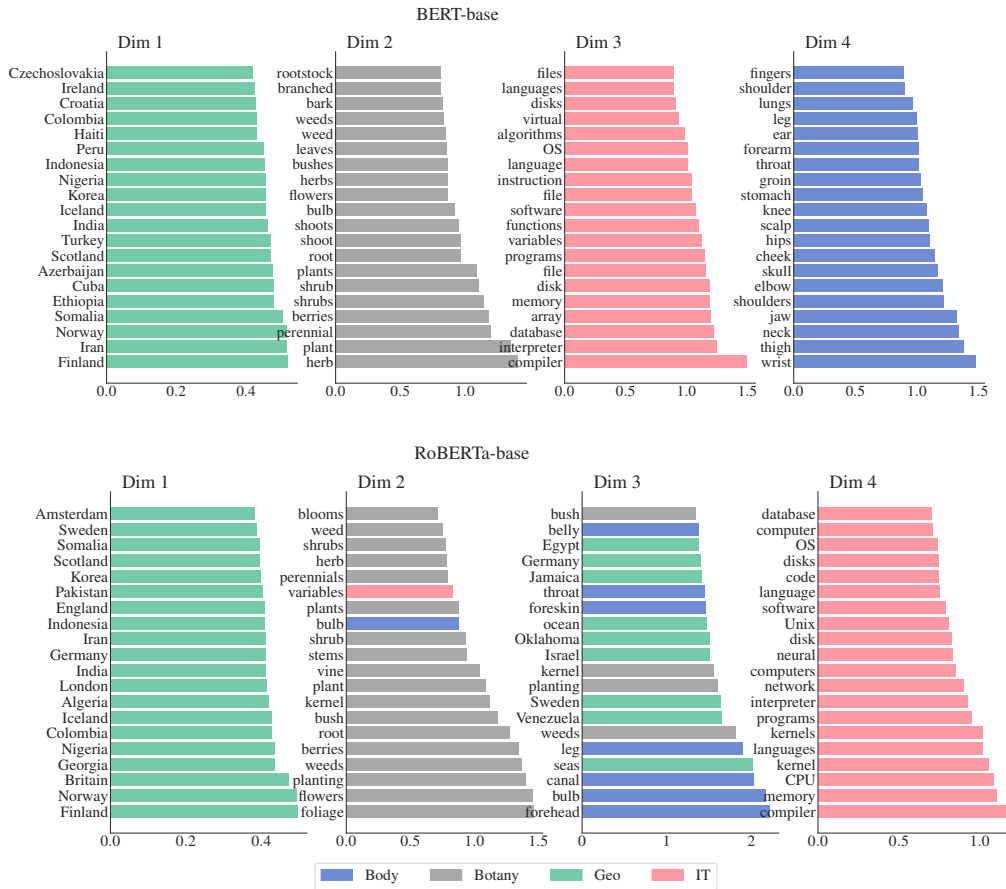 BERT-base
Dim 1
Czechoslovakia
Ireland
Croatia
Colombia
Haiti
Peru
Indonesia
Nigeria
Korea
Iceland
India
Turkey
Scotland
Azerbaijan
Cuba
Ethiopia
Somalia
Norway
Iran
Finland
0.0 0.2 0.4
Dim 2
rootstock
branched
bark
weeds
weed
leaves
bushes
herbs
flowers
bulb
shoots
shoot
root
plants
shrub
shrubs
berries
perennial
plant
herb
0.0 0.5 1.0
Dim 3
files
languages
disks
virtual
algorithms
OS
language
instruction
file
software
functions
variables
programs
file
disk
memory
array
database
interpreter
compiler
0.0 0.5 1.0 1.5
Dim 4
fingers
shoulder
lungs
leg
ear
forearm
throat
groin
stomach
knee
scalp
hips
cheek
skull
elbow
shoulders
jaw
neck
thigh
wrist
0.0 0.5 1.0 1.5
RoBERTa-base
Dim 1
Amsterdam
Sweden
Somalia
Scotland
Korea
Pakistan
England
Indonesia
Iran
Germany
India
London
Algeria
Iceland
Colombia
Nigeria
Georgia
Britain
Norway
Finland
0.0 0.2 0.4
Dim 2
blooms
weed
shrubs
herb
perennials
variables
plants
bulb
shrub
stems
vine
plant
kernel
bush
root
berries
weeds
planting
flowers
foliage
0.0 0.5 1.0 1.5
Dim 3
bush
belly
Egypt
Germany
Jamaica
throat
foreskin
ocean
Oklahoma
Israel
kernel
planting
Sweden
Venezuela
weeds
leg
seas
canal
bulb
forehead
0 1 2
Dim 4
database
computer
OS
disks
code
language
software
Unix
disk
neural
computers
network
interpreter
programs
kernels
languages
kernel
CPU
memory
compiler
0.0 0.5 1.0
Body Botany Geo IT